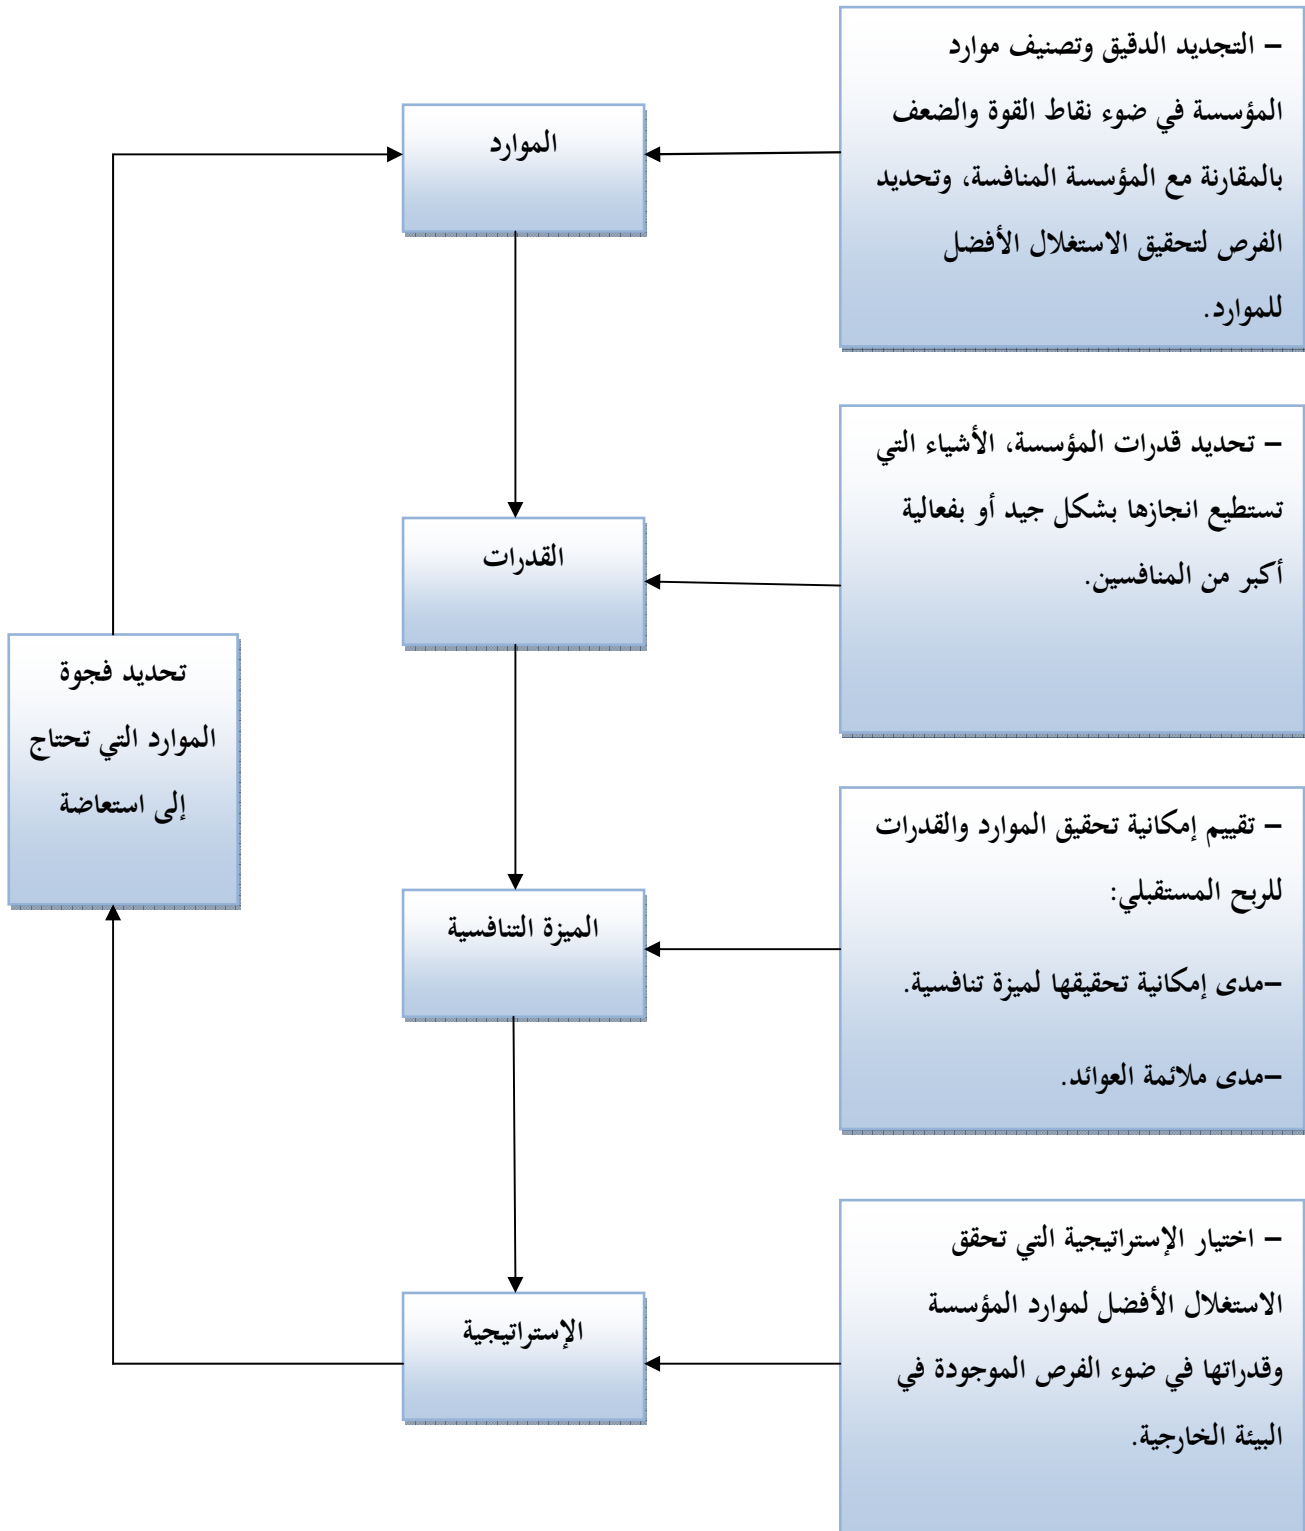 – التجديد الدقيق وتصنيف موارد
المؤسسة في ضوء نقاط القوة والضعف
بالمقارنة مع المؤسسة المنافسة، وتحديد
الفرص لتحقيق الاستغلال الأفضل
للموارد.
الموارد
– تحديد قدرات المؤسسة، الأشياء التي
تستطيع انجازها بشكل جيد أو بفعالية
أكبر من المنافسين.
القدرات
تحديد فجوة
الموارد التي تحتاج
إلى استعاضة
– تقييم إمكانية تحقيق الموارد والقدرات
للربح المستقبلي:
–مدى إمكانية تحقيقها لميزة تنافسية.
–مدى ملائمة العوائد.
الميزة التنافسية
– اختيار الإستراتيجية التي تحقق
الاستغلال الأفضل لموارد المؤسسة
وقدراتها في ضوء الفرص الموجودة في
البيئة الخارجية.
الإستراتيجية